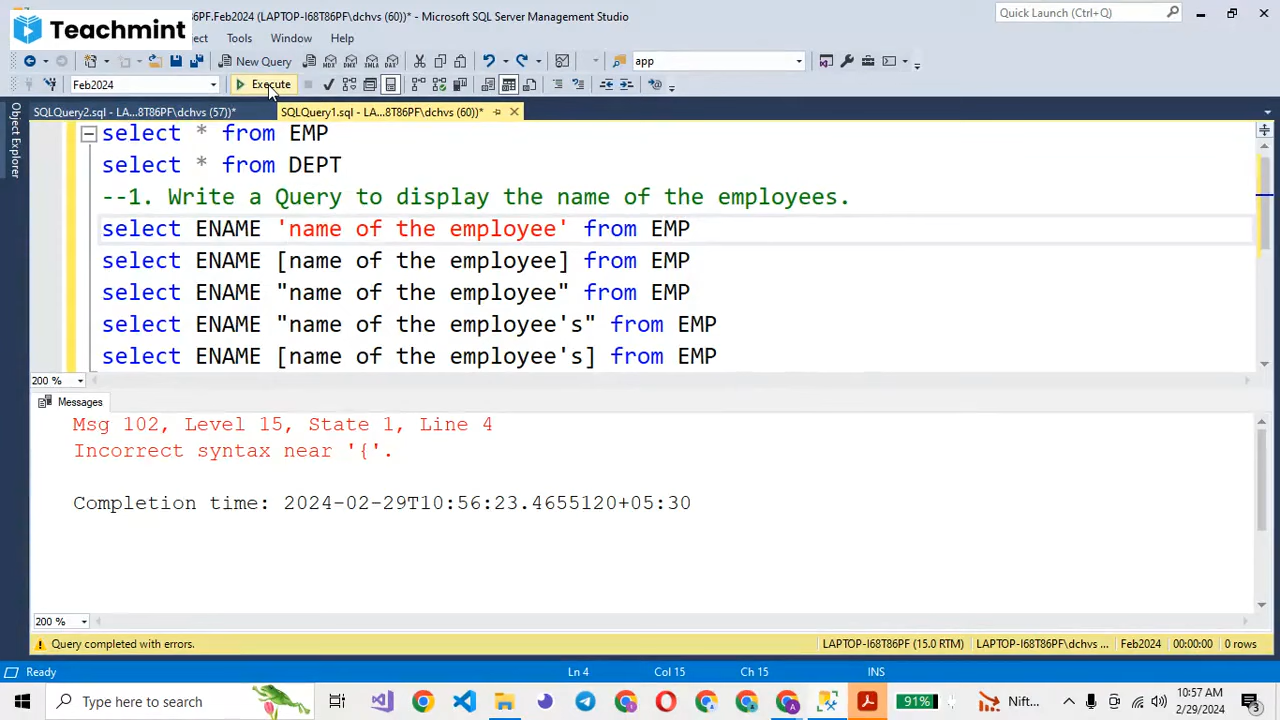 Teachmint
PF.Feb2024 (LAPTOP-I68T86PF\dchvs (60))* - Microsoft SQL Server Management Studio
Quick Launch (Ctrl+Q)
Tools Window Help
New Query
MDX DMX XMLA DAX
app
Feb2024
Execute
SQLQuery2.sql - LA...8T86PF\dchvs (57))*
SQLQuery1.sql - LA...8T86PF\dchvs (60))*
Object Explorer
select * from EMP
select * from DEPT
--1. Write a Query to display the name of the employees.
select ENAME 'name of the employee' from EMP
select ENAME [name of the employee] from EMP
select ENAME "name of the employee" from EMP
select ENAME "name of the employee's" from EMP
select ENAME [name of the employee's] from EMP
200 %
Messages
Msg 102, Level 15, State 1, Line 4
Incorrect syntax near '{'.
Completion time: 2024-02-29T10:56:23.4655120+05:30
200 %
Query completed with errors.
LAPTOP-I68T86PF (15.0 RTM)
LAPTOP-I68T86PF\dchvs ...
Feb2024
00:00:00
0 rows
Ready
Ln 4
Col 15
Ch 15
INS
Type here to search
91%
Nift...
10:57 AM
2/29/2024
3